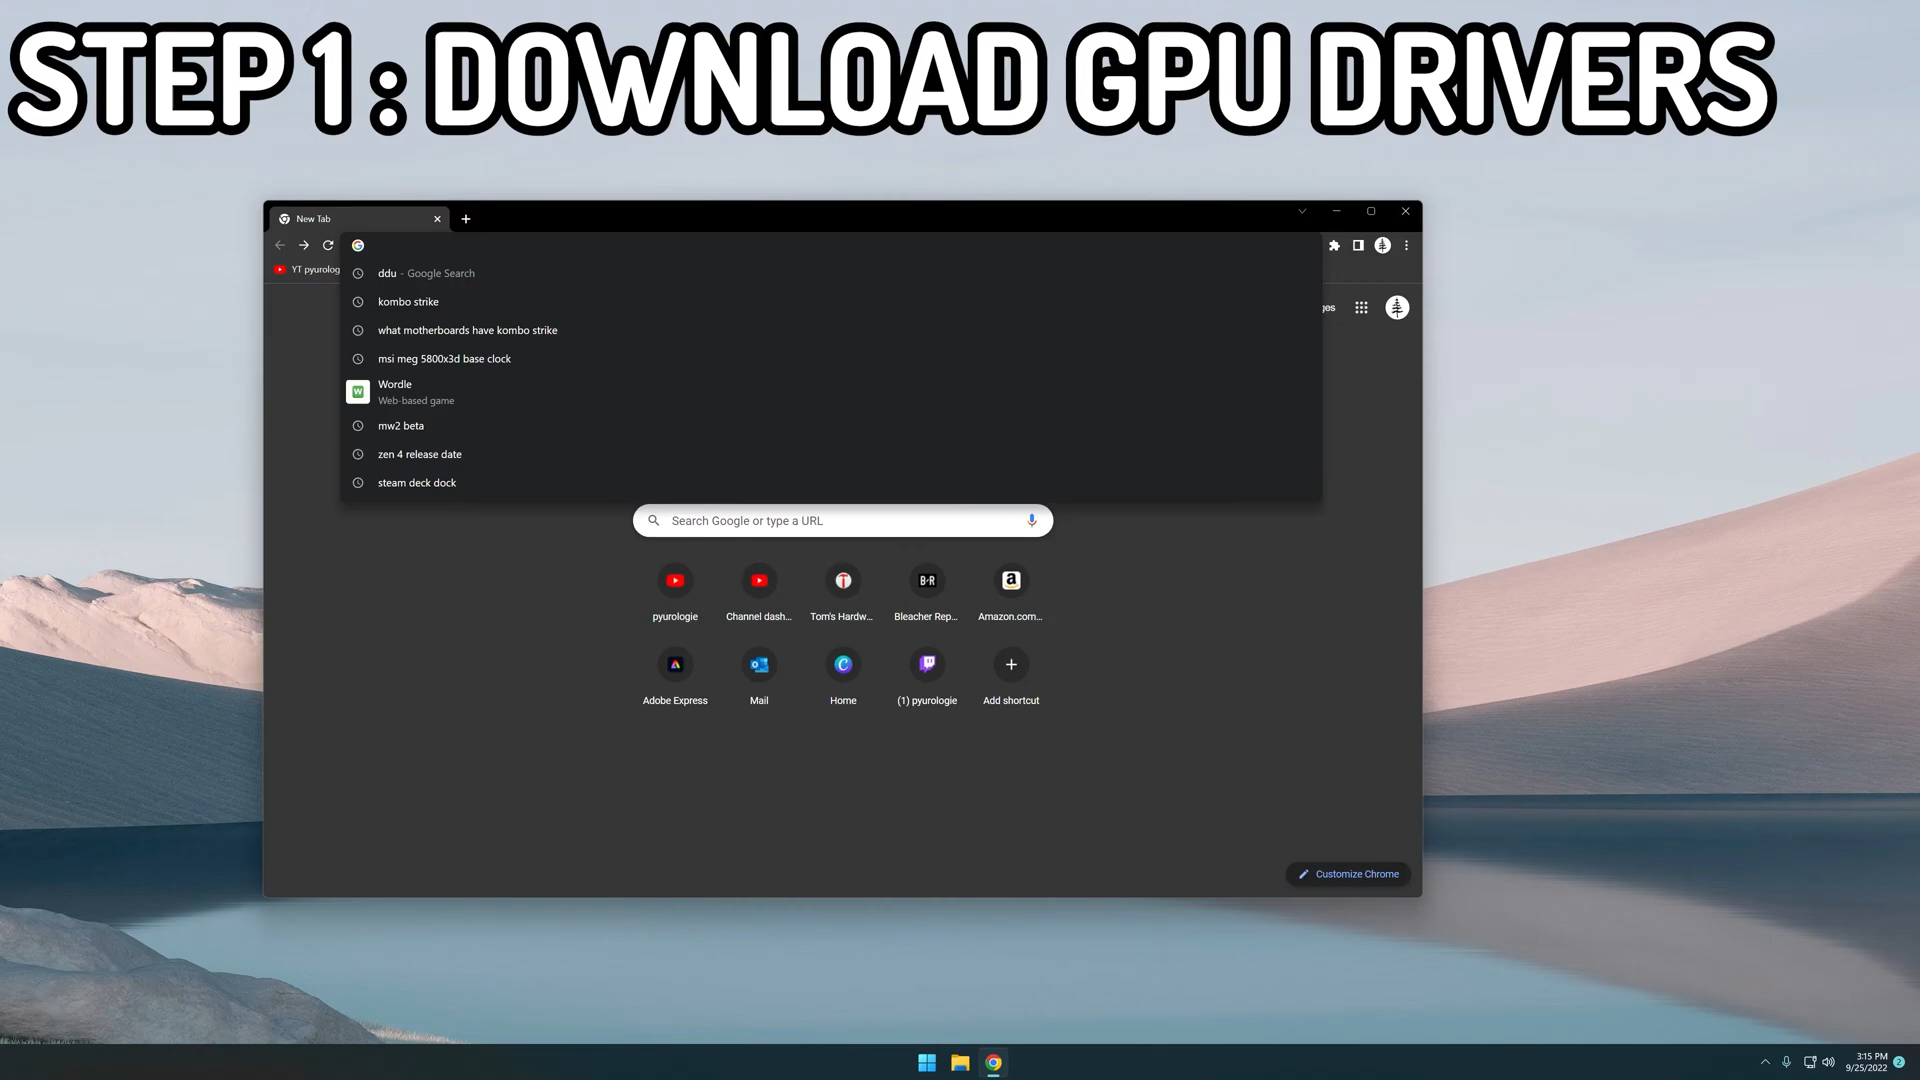 STEP 1: DOWNLOAD GPU DRIVERS
New Tab
YT pyurolog
ddu - Google Search
kombo strike
what motherboards have kombo strike
msi meg 5800x3d base clock
W
Wordle
Web-based game
mw2 beta
zen 4 release date
steam deck dock
ges
Search Google or type a URL
T B·R a
pyurologie Channel dash... Tom's Hardw... Bleacher Rep... Amazon.com...
C
Adobe Express Mail Home (1) pyurologie Add shortcut
Customize Chrome
3:15 PM
9/25/2022
2